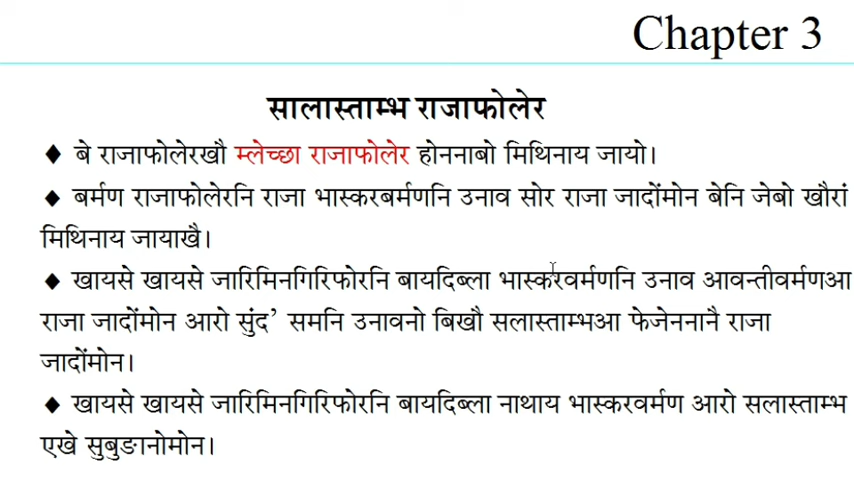 Chapter 3
सालास्ताम्भ राजाफोलेर
♦ बे राजाफोलेरखौ म्लेच्छा राजाफोलेर होननाबो मिथिनाय जायो।
♦ बर्मण राजाफोलेरनि राजा भास्करबर्मणनि उनाव सोर राजा जादोंमोन बेनि जेबो खौरां
मिथिनाय जायाखै।
♦ खायसे खायसे जारिमिनगिरिफोरनि बायदिब्ला भास्करवर्मणनि उनाव आवन्तीवर्मणआ
राजा जादोंमोन आरो सुंद’ समनि उनावनो बिखौ सलास्ताम्भआ फेजेननानै राजा
जादोंमोन।
♦ खायसे खायसे जारिमिनगिरिफोरनि बायदिब्ला नाथाय भास्करवर्मण आरो सलास्ताम्भ
एखे सुबुङानोमोन।